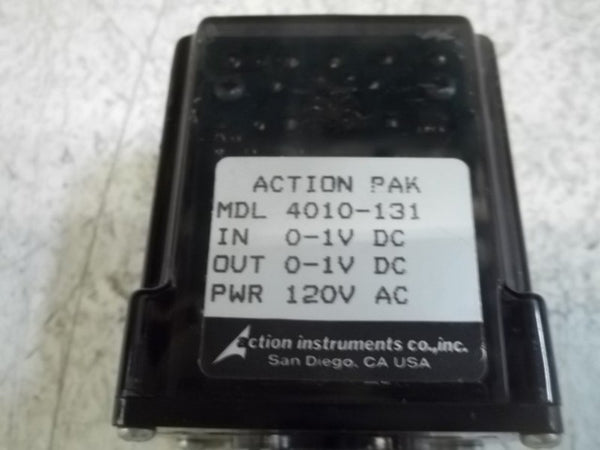 ACTION PAK
MDL 4010-131
IN 0-1V DC
OUT 0-1V DC
PWR 120V AC
Action instruments co.,inc.
San Diego, CA USA